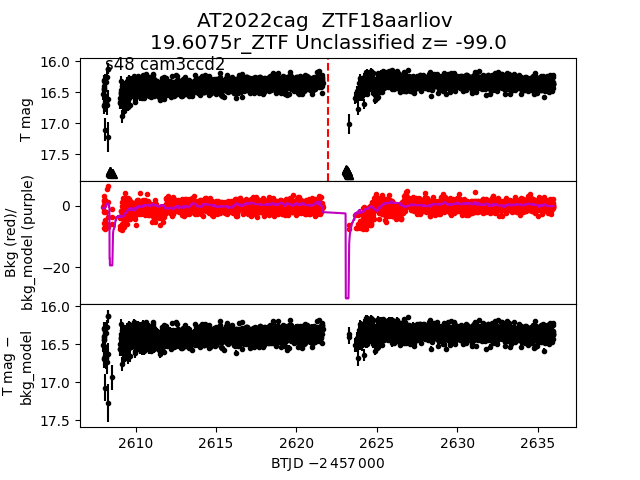 AT2022cag  ZTF18aarliov
19.6075r_ZTF Unclassified z= -99.0
s48 cam3ccd2
16.0
16.5
17.0
17.5
T mag
0
−20
Bkg (red)/
bkg_model (purple)
16.0
16.5
17.0
17.5
T mag −
bkg_model
2610
2615
2620
2625
2630
2635
BTJD −2 457 000